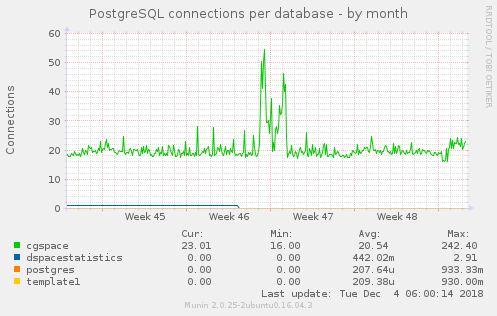 PostgreSQL connections per database - by month
RRDTOOL / TOBI OETIKER
Connections
60
50
40
30
20
10
0
Week 45 Week 46 Week 47 Week 48
Cur: Min: Avg: Max:
cgspace 23.01 16.00 20.54 242.40
dspacestatistics 0.00 0.00 442.02m 2.91
postgres 0.00 0.00 207.64u 933.33m
template1 0.00 0.00 209.38u 930.00m
Last update: Tue Dec 4 06:00:14 2018
Munin 2.0.25-2ubuntu0.16.04.3